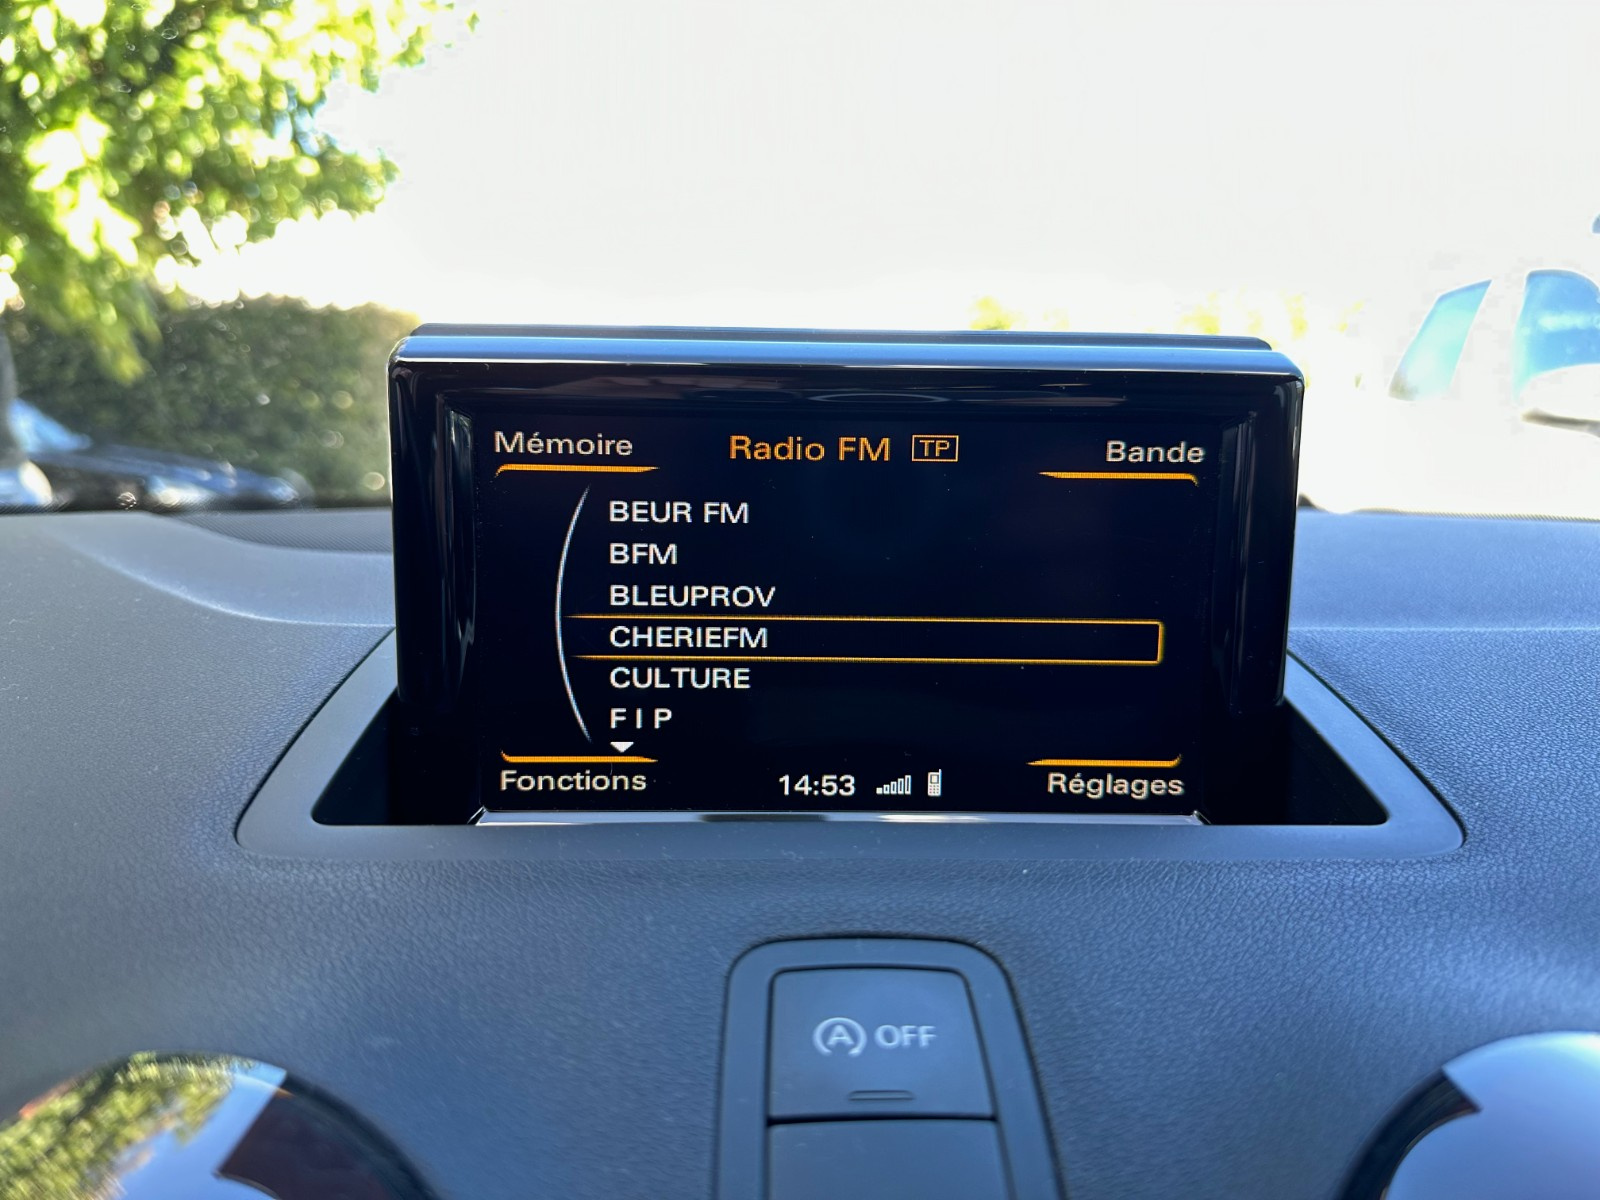 Mémoire Radio FM TP Bande
BEUR FM
BFM
BLEUPROV
CHERIEFM
CULTURE
F I P
Fonctions 14:53 Réglages
A OFF